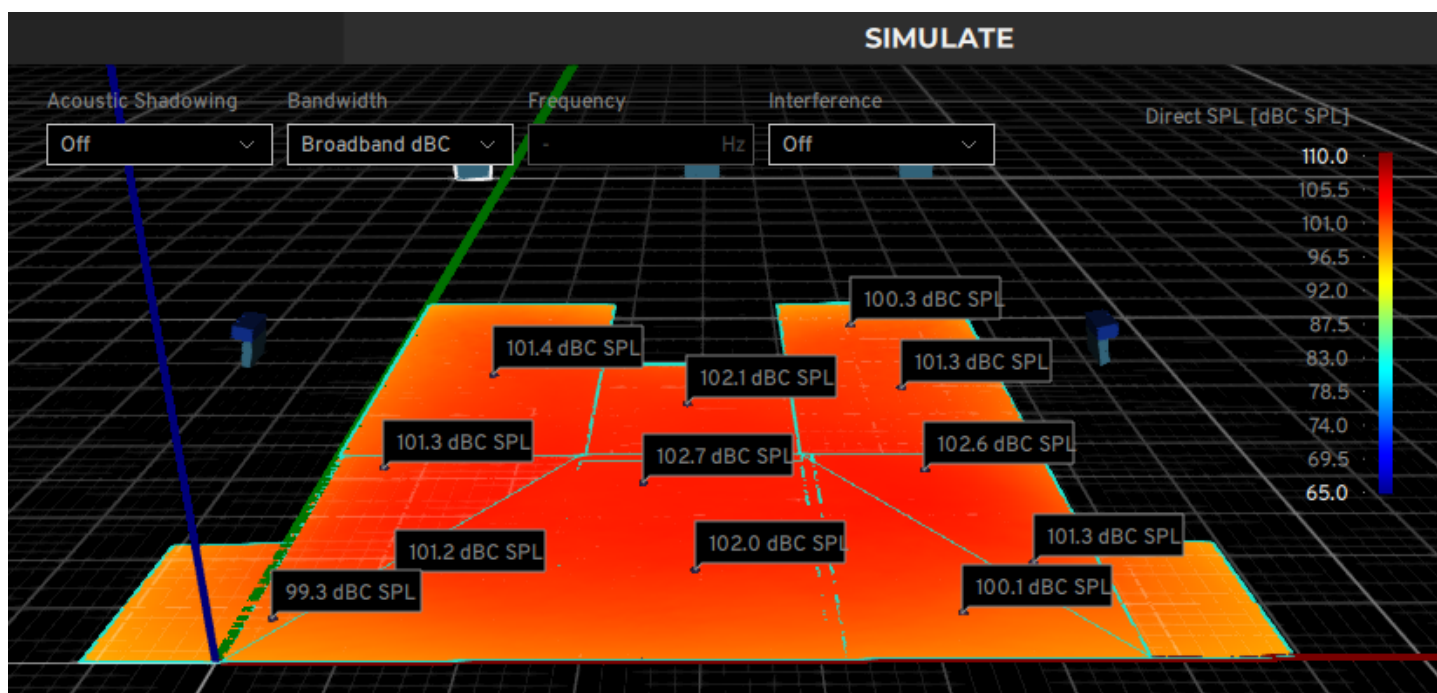 SIMULATE
Acoustic Shadowing
Bandwidth
Frequency
Interference
Off
Broadband dBC
-
Hz
Off
Direct SPL [dBC SPL]
110.0
105.5
101.0
96.5
92.0
87.5
83.0
78.5
74.0
69.5
65.0
100.3 dBC SPL
101.4 dBC SPL
102.1 dBC SPL
101.3 dBC SPL
101.3 dBC SPL
102.7 dBC SPL
102.6 dBC SPL
101.2 dBC SPL
102.0 dBC SPL
101.3 dBC SPL
99.3 dBC SPL
100.1 dBC SPL